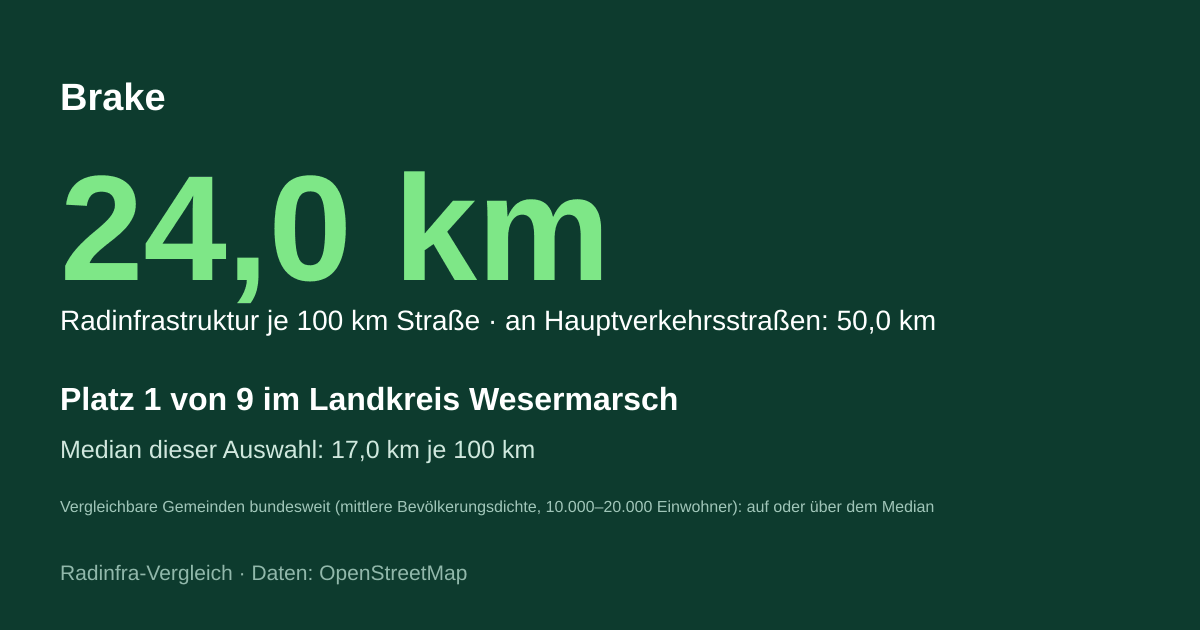 Brake
24,0 km
Radinfrastruktur je 100 km Straße · an Hauptverkehrsstraßen: 50,0 km
Platz 1 von 9 im Landkreis Wesermarsch
Median dieser Auswahl: 17,0 km je 100 km
Vergleichbare Gemeinden bundesweit (mittlere Bevölkerungsdichte, 10.000–20.000 Einwohner): auf oder über dem Median
Radinfra-Vergleich · Daten: OpenStreetMap